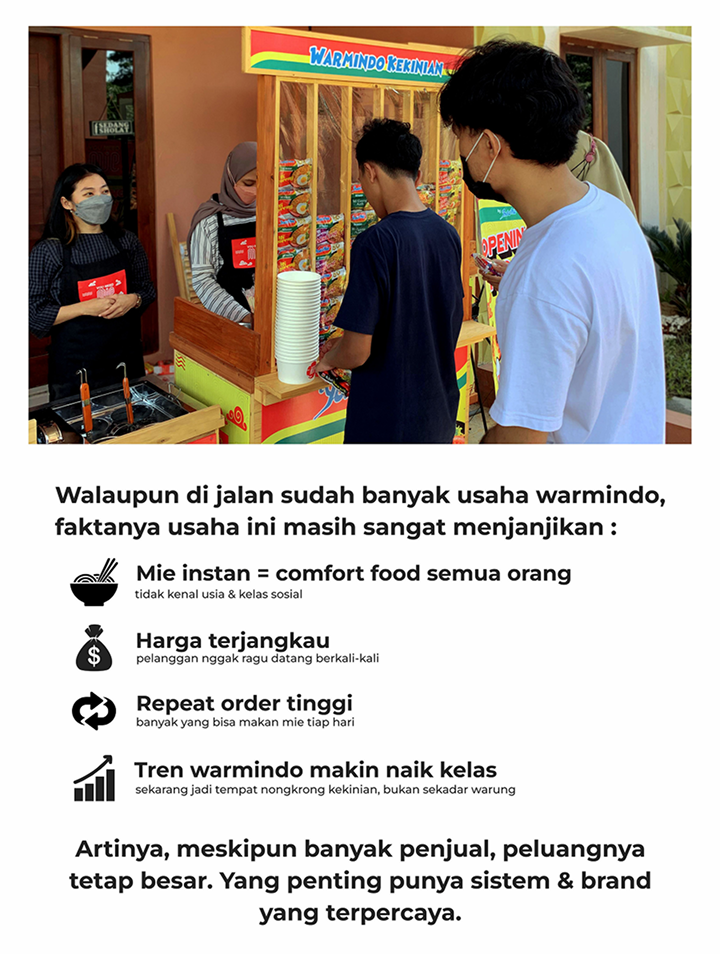 WARMINDO KEKINIAN
SEDANG
SHOLAT
OPENIN
Walaupun di jalan sudah banyak usaha warmindo,
faktanya usaha ini masih sangat menjanjikan :
Mie instan = comfort food semua orang
tidak kenal usia & kelas sosial
Harga terjangkau
pelanggan nggak ragu datang berkali-kali
Repeat order tinggi
banyak yang bisa makan mie tiap hari
Tren warmindo makin naik kelas
sekarang jadi tempat nongkrong kekinian, bukan sekadar warung
Artinya, meskipun banyak penjual, peluangnya
tetap besar. Yang penting punya sistem & brand
yang terpercaya.